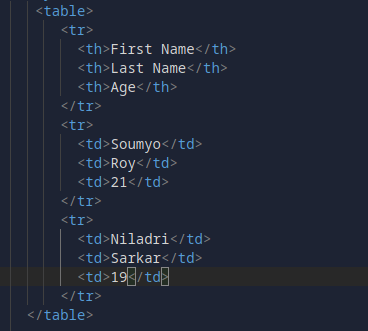 <table>
<tr>
<th>First Name</th>
<th>Last Name</th>
<th>Age</th>
</tr>
<tr>
<td>Soumyo</td>
<td>Roy</td>
<td>21</td>
</tr>
<tr>
<td>Niladri</td>
<td>Sarkar</td>
<td>19</td>
</tr>
</table>